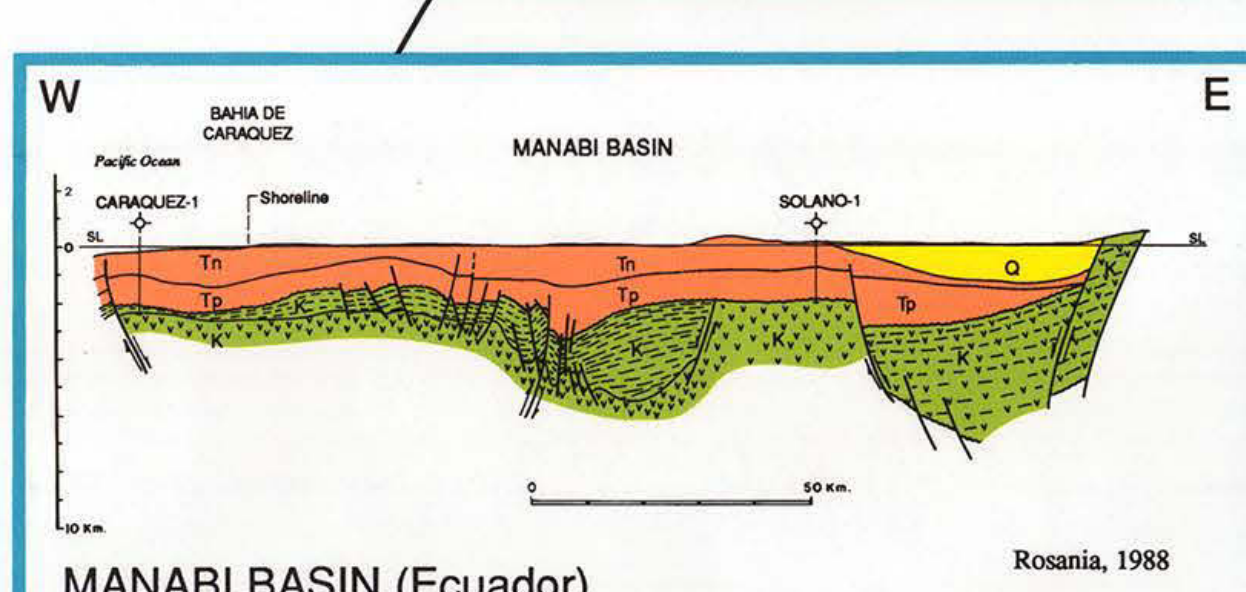 W
E
BAHIA DE
CARAQUEZ
MANABI BASIN
Pacific Ocean
2
CARAQUEZ-1
Shoreline
SOLANO-1
SL
0
SL
Tn
Tn
Q
K
Tp
Tp
Tp
K
K
K
K
K
0
50 Km.
10 Km.
Rosania, 1988
MANABI BASIN (Ecuador)